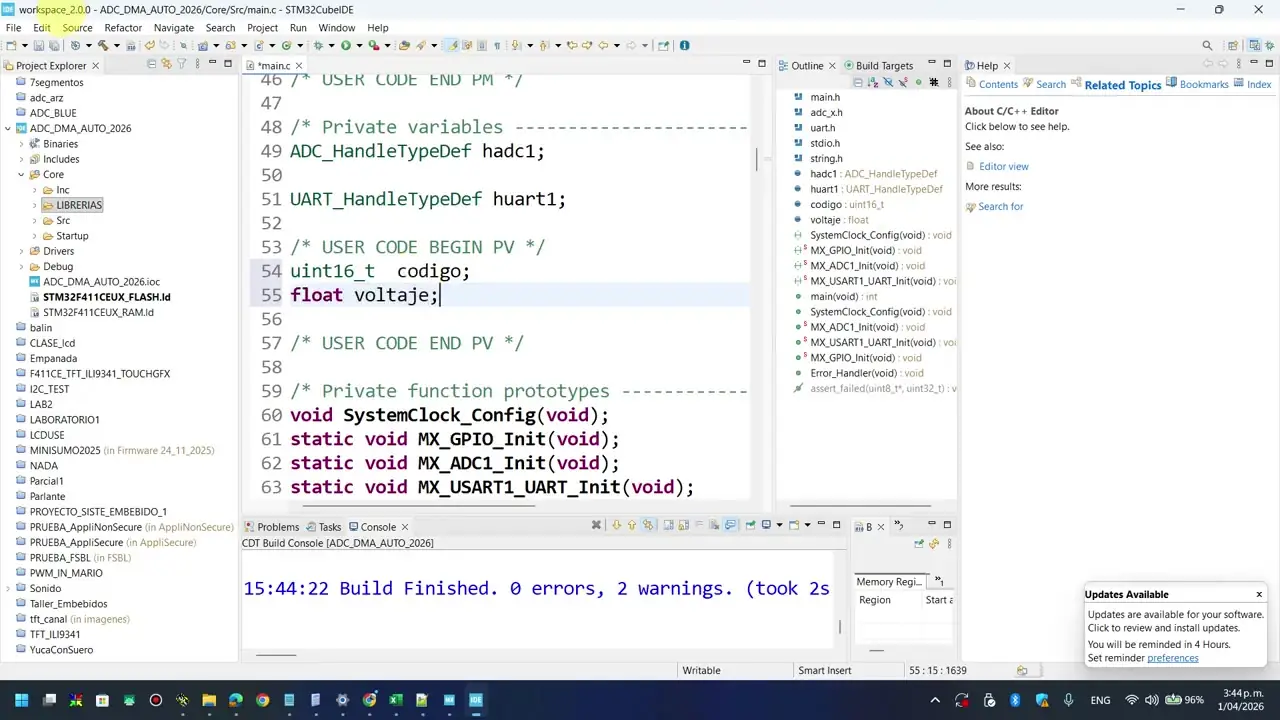 workspace_2.0.0 - ADC_DMA_AUTO_2026/Core/Src/main.c - STM32CubeIDE
File Edit Source Refactor Navigate Search Project Run Window Help
Project Explorer
7segmentos
adc_arz
ADC_BLUE
ADC_DMA_AUTO_2026
Binaries
Includes
Core
Inc
LIBRERIAS
Src
Startup
Drivers
Debug
ADC_DMA_AUTO_2026.ioc
STM32F411CEUX_FLASH.ld
STM32F411CEUX_RAM.ld
balin
CLASE_lcd
Empanada
F411CE_TFT_ILI9341_TOUCHGFX
I2C_TEST
LAB2
LABORATORIO1
LCDUSE
MINISUMO2025 (in Firmware 24_11_2025)
NADA
Parcial1
Parlante
PROYECTO_SISTE_EMBEBIDO_1
PRUEBA_AppliNonSecure (in AppliNonSecure)
PRUEBA_AppliSecure (in AppliSecure)
PRUEBA_FSBL (in FSBL)
PWM_IN_MARIO
Sonido
Taller_Embebidos
tft_canal (in imagenes)
TFT_ILI9341
YucaConSuero
*main.c
46 /* USER CODE END PM */
47
48 /* Private variables ----------------------
49 ADC_HandleTypeDef hadc1;
50
51 UART_HandleTypeDef huart1;
52
53 /* USER CODE BEGIN PV */
54 uint16_t  codigo;
55 float voltaje;
56
57 /* USER CODE END PV */
58
59 /* Private function prototypes ------------
60 void SystemClock_Config(void);
61 static void MX_GPIO_Init(void);
62 static void MX_ADC1_Init(void);
63 static void MX_USART1_UART_Init(void);
Outline Build Targets
main.h
adc_x.h
uart.h
stdio.h
string.h
hadc1 : ADC_HandleTypeDef
huart1 : UART_HandleTypeDef
codigo : uint16_t
voltaje : float
SystemClock_Config(void) : void
MX_GPIO_Init(void) : void
MX_ADC1_Init(void) : void
MX_USART1_UART_Init(void) : voi
main(void) : int
SystemClock_Config(void) : void
MX_ADC1_Init(void) : void
MX_USART1_UART_Init(void) : voi
MX_GPIO_Init(void) : void
Error_Handler(void) : void
assert_failed(uint8_t*, uint32_t) : v
Help
Contents Search Related Topics Bookmarks Index
About C/C++ Editor
Click below to see help.
See also:
Editor view
More results:
Search for
Problems Tasks Console
CDT Build Console [ADC_DMA_AUTO_2026]
15:44:22 Build Finished. 0 errors, 2 warnings. (took 2s
B
Memory Regi...
Region Start a
Updates Available x
Updates are available for your software.
Click to review and install updates.
You will be reminded in 4 Hours.
Set reminder preferences
Writable Smart Insert 55 : 15 : 1639
IDE
ENG 96% 3:44 p.m.
1/04/2026